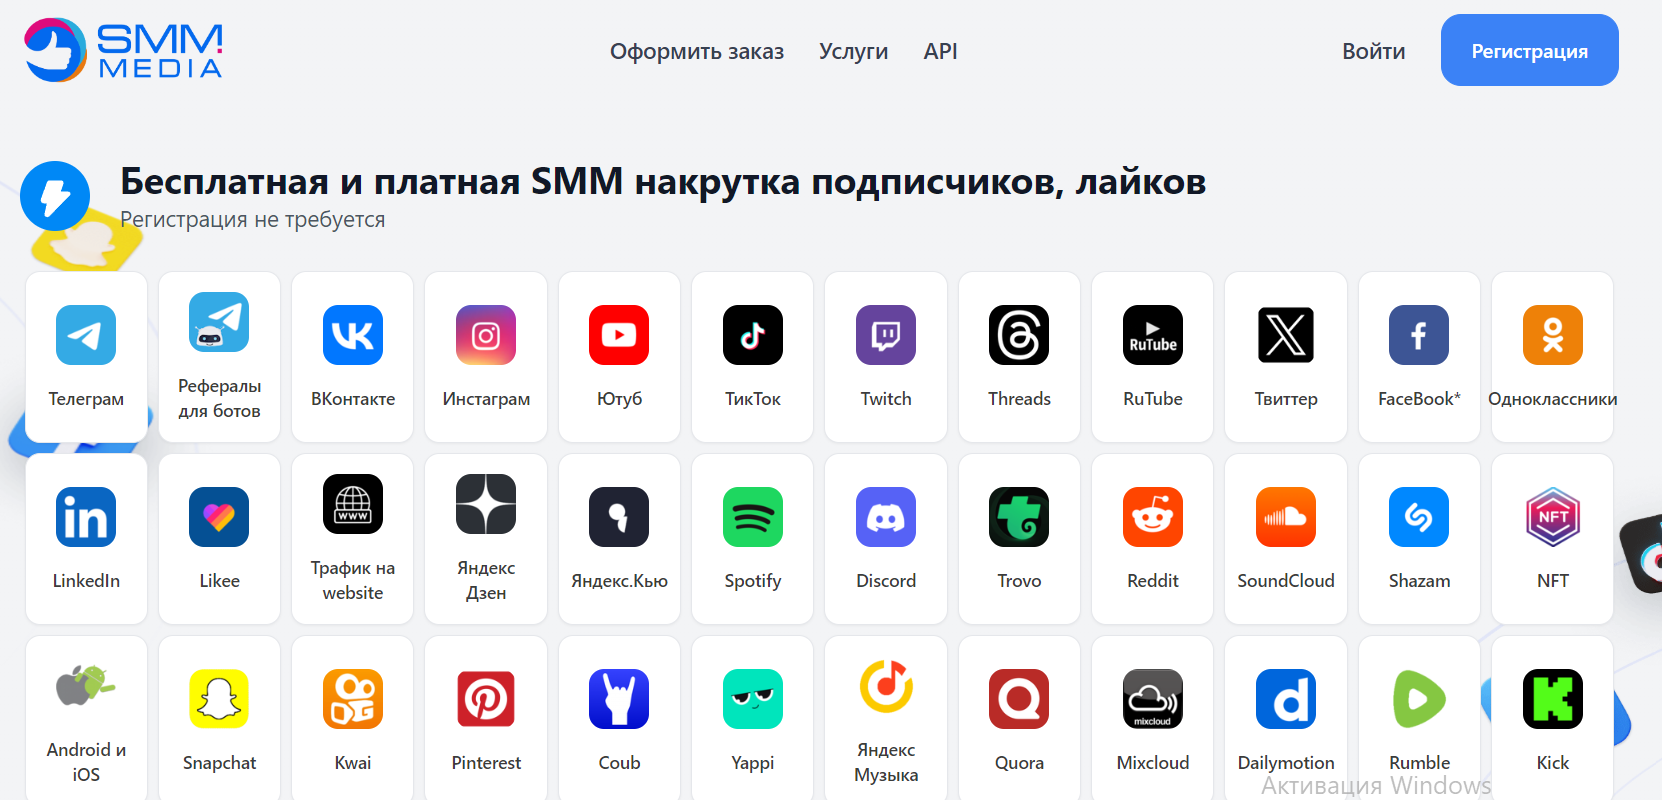 SMM
MEDIA
Оформить заказ Услуги API
Войти Регистрация
Бесплатная и платная SMM накрутка подписчиков, лайков
Регистрация не требуется
RuTube
Телеграм
Рефералы
для ботов
ВКонтакте
Инстаграм
Ютуб
ТикТок
Twitch
Threads
RuTube
Твиттер
FaceBook*
Одноклассники
in
www
NFT
LinkedIn
Likee
Трафик на
website
Яндекс
Дзен
Яндекс.Кью
Spotify
Discord
Trovo
Reddit
SoundCloud
Shazam
NFT
mixcloud
Android и
iOS
Snapchat
Kwai
Pinterest
Coub
Yappi
Яндекс
Музыка
Quora
Mixcloud
Dailymotion
Rumble
Kick
Активация Windows